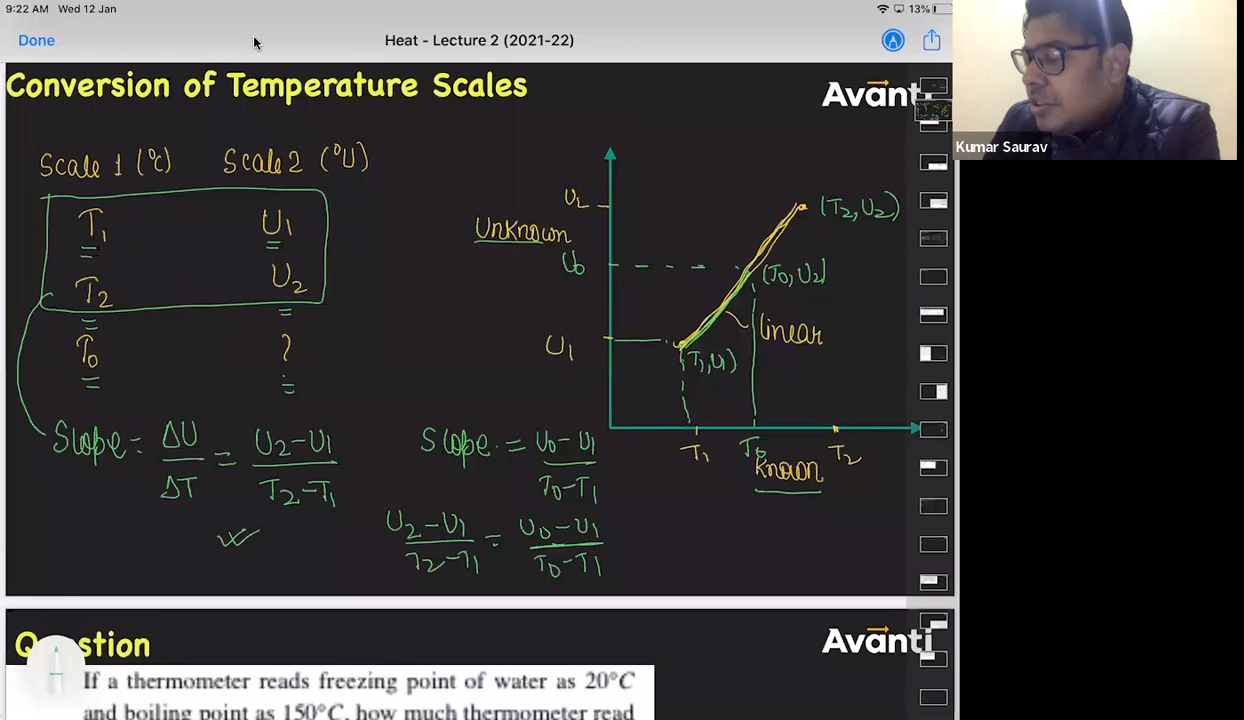 9:22 AM Wed 12 Jan
13%
Done
Heat - Lecture 2 (2021-22)
Conversion of Temperature Scales
Avanti
Kumar Saurav
Scale 1 (°C) Scale 2 (°U)
T1 U1
T2 U2
T0 ?
Slope = ΔU/ΔT = U2-U1/T2-T1
Slope = U0-U1/T0-T1
U2-U1/T2-T1 = U0-U1/T0-T1
U2
Unknown
U0
U1
(T2, U2)
(T0, U2)
linear
(T1, U1)
T1 T0 T2
Known
Question
Avanti
If a thermometer reads freezing point of water as 20°C
and boiling point as 150°C, how much thermometer read